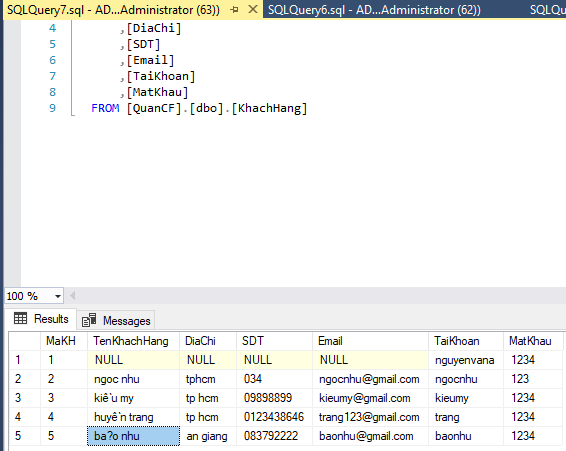 SQLQuery7.sql - AD...Administrator (63)) SQLQuery6.sql - AD...Administrator (62)) SQLQu
4 ,[DiaChi]
5 ,[SDT]
6 ,[Email]
7 ,[TaiKhoan]
8 ,[MatKhau]
9 FROM [QuanCF].[dbo].[KhachHang]
100 %
Results Messages
MaKH TenKhachHang DiaChi SDT Email TaiKhoan MatKhau
1 1 NULL NULL NULL NULL nguyenvana 1234
2 2 ngoc nhu tphcm 034 ngocnhu@gmail.com ngocnhu 123
3 3 kiều my tp hcm 09898899 kieumy@gmail.com kieumy 1234
4 4 huyền trang tp hcm 0123438646 trang123@gmail.com trang 1234
5 5 ba?o nhu an giang 083792222 baonhu@gmail.com baonhu 1234